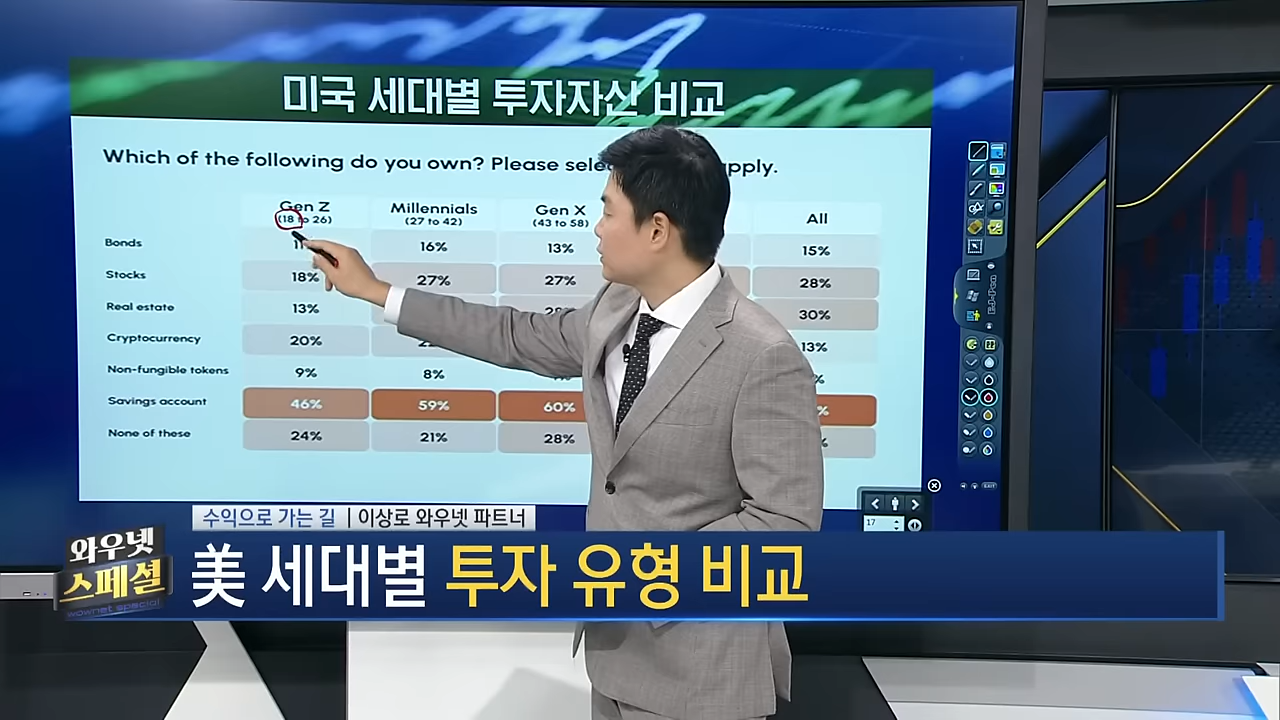 미국 세대별 투자자산 비교
Which of the following do you own? Please apply.
Gen Z Millennials Gen X All
(18 to 26) (27 to 42) (43 to 58)
Bonds 16% 13% 15%
Stocks 18% 27% 27% 28%
Real estate 13% 30%
Cryptocurrency 20% 13%
Non-fungible tokens 9% 8%
Savings account 46% 59% 60%
None of these 24% 21% 28%
EXIT
17
수익으로 가는 길 | 이상로 와우넷 파트너
와우넷
스페셜
wownet special
美 세대별 투자 유형 비교